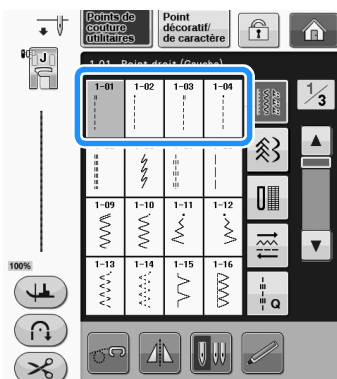 Points de
couture
utilitaires
Point
décoratif/
de caractère
J
1-01 Point droit (Gauche)
1/3
1-01 1-02 1-03 1-04
1-09 1-10 1-11 1-12
1-13 1-14 1-15 1-16
100%
Q